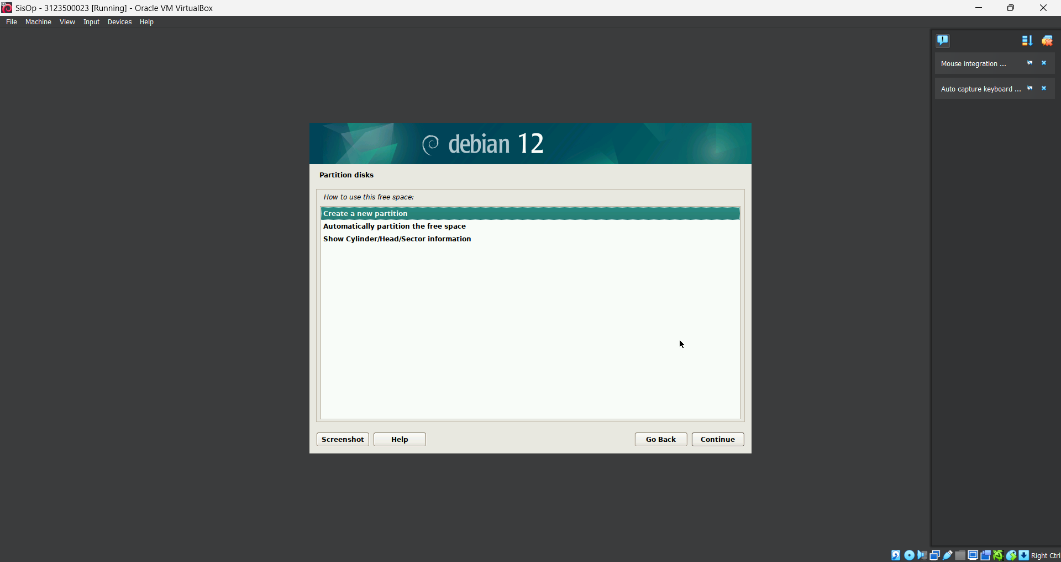 SisOp - 3123500023 [Running] - Oracle VM VirtualBox
File Machine View Input Devices Help
Mouse integration ...
Auto capture keyboard ...
debian 12
Partition disks
How to use this free space:
Create a new partition
Automatically partition the free space
Show Cylinder/Head/Sector information
Screenshot Help Go Back Continue
Right Ctrl